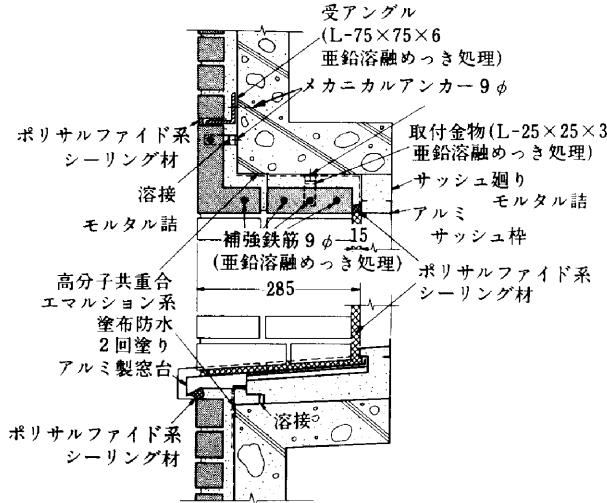 受アングル
(L-75×75×6
亜鉛溶融めっき処理)
メカニカルアンカー9φ
ポリサルファイド系
シーリング材
取付金物(L-25×25×3
亜鉛溶融めっき処理)
溶接
サッシュ廻り
モルタル詰
モルタル詰
アルミ
サッシュ枠
補強鉄筋9φ
(亜鉛溶融めっき処理)
15
ポリサルファイド系
シーリング材
高分子共重合
エマルション系
塗布防水
2回塗り
アルミ製窓台
285
溶接
ポリサルファイド系
シーリング材